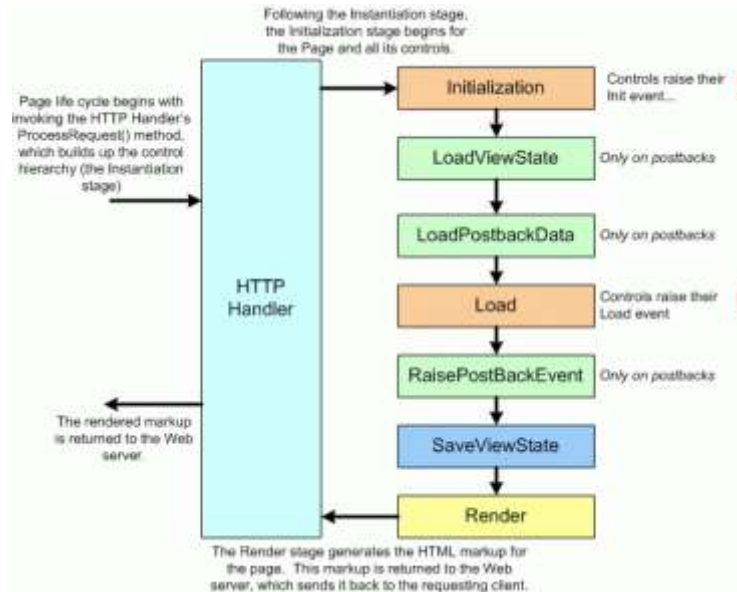 Following the Instantiation stage,
the Initialization stage begins for
the Page and all its controls.
Page life cycle begins with
invoking the HTTP Handler's
ProcessRequest() method,
which builds up the control
hierarchy (the Instantiation
stage)
HTTP
Handler
The rendered markup
is returned to the Web
server.
Initialization
Controls raise their
Init event...
LoadViewState
Only on postbacks
LoadPostbackData
Only on postbacks
Load
Controls raise their
Load event
RaisePostBackEvent
Only on postbacks
SaveViewState
Render
The Render stage generates the HTML markup for
the page. This markup is returned to the Web
server, which sends it back to the requesting client.